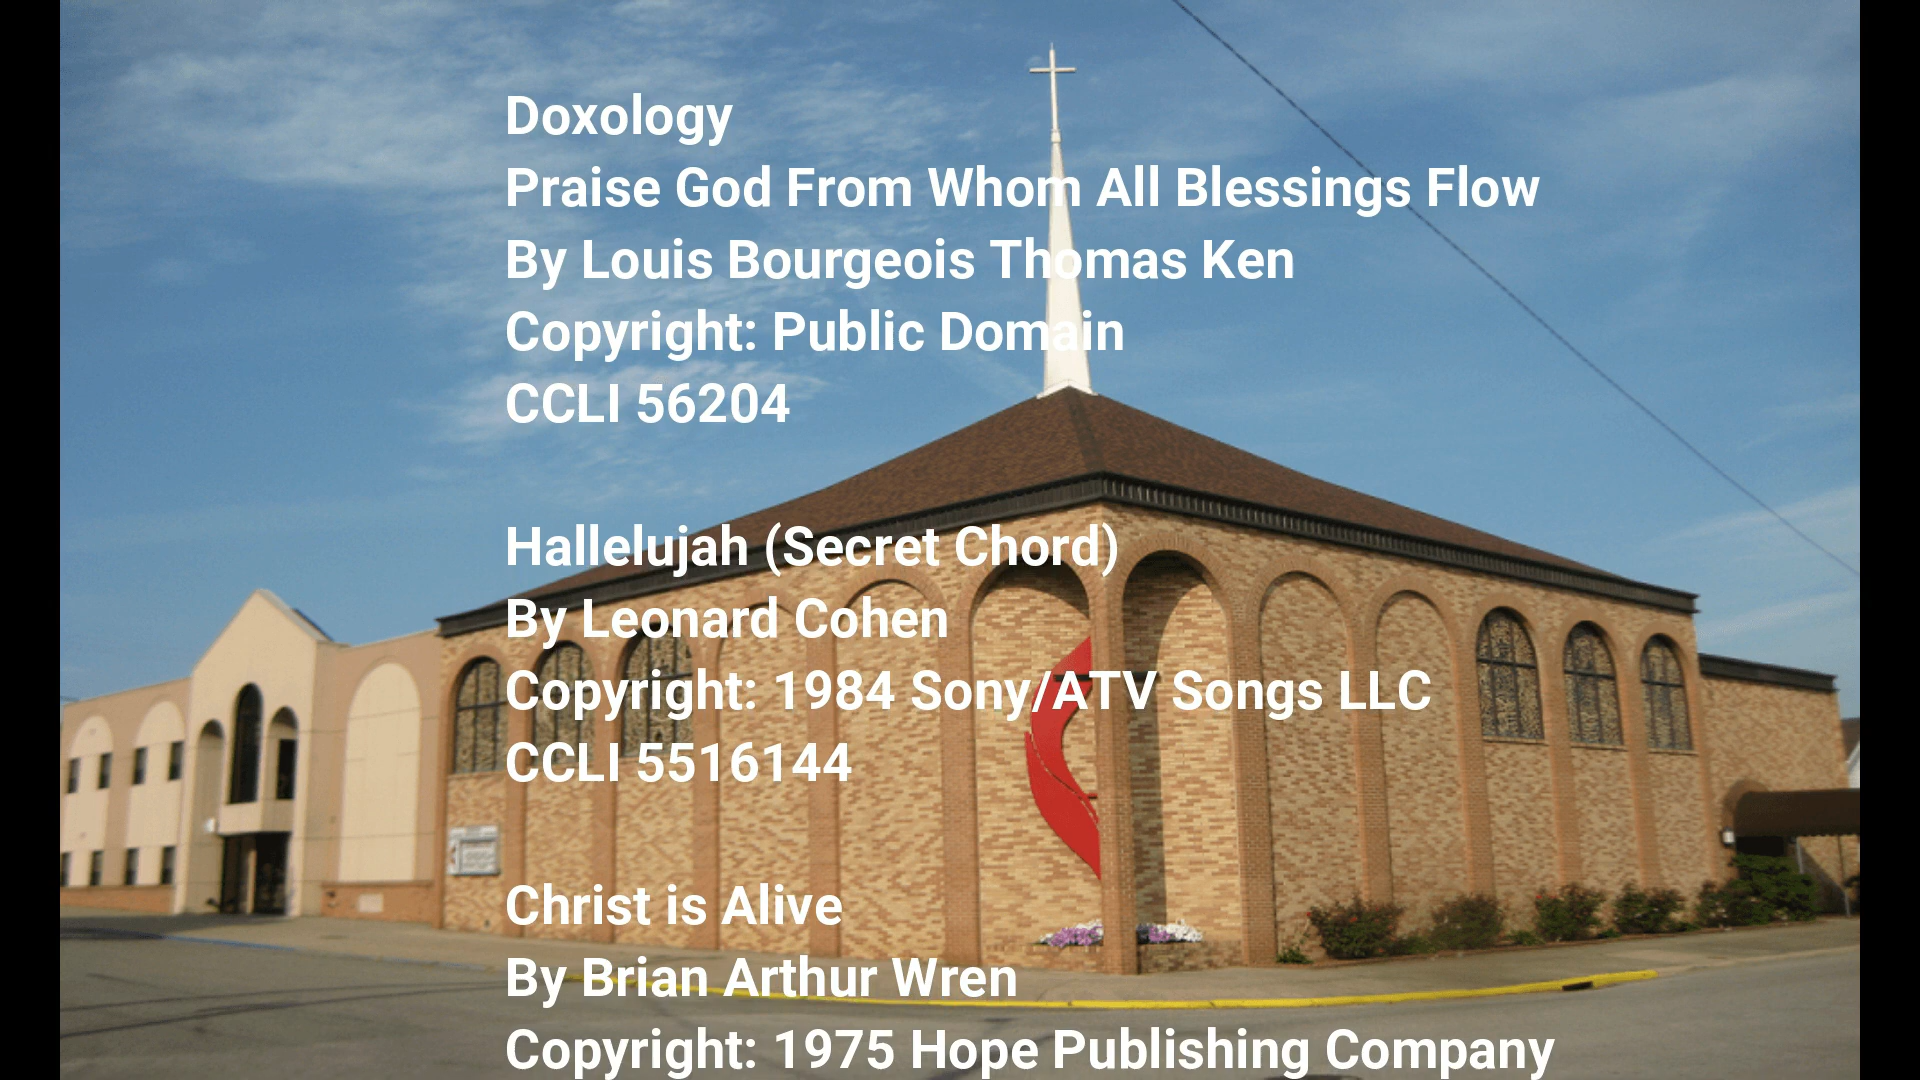 Doxology
Praise God From Whom All Blessings Flow
By Louis Bourgeois Thomas Ken
Copyright: Public Domain
CCLI 56204
Hallelujah (Secret Chord)
By Leonard Cohen
Copyright: 1984 Sony/ATV Songs LLC
CCLI 5516144
Christ is Alive
By Brian Arthur Wren
Copyright: 1975 Hope Publishing Company